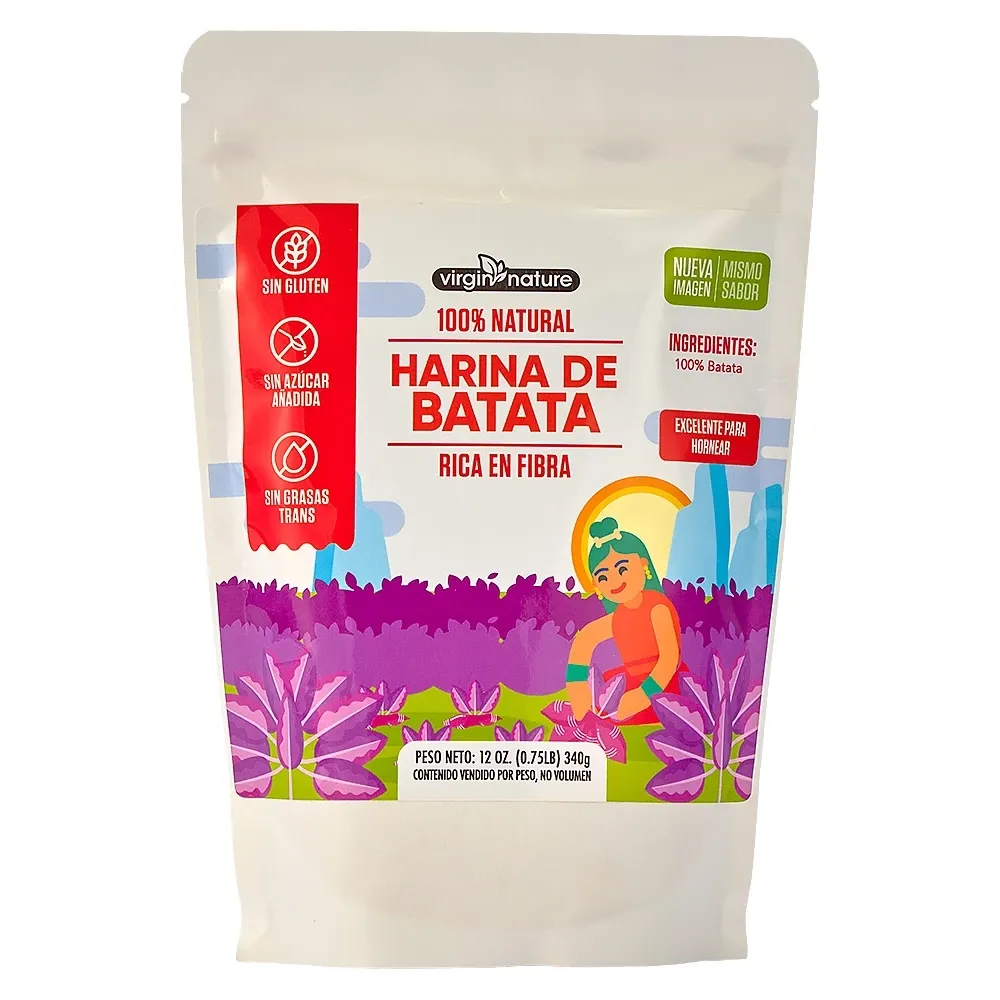 SIN GLUTEN
SIN AZÚCAR
AÑADIDA
SIN GRASAS
TRANS
virgin nature
100% NATURAL
HARINA DE
BATATA
RICA EN FIBRA
NUEVA
IMAGEN
MISMO
SABOR
INGREDIENTES:
100% Batata
EXCELENTE PARA
HORNEAR
PESO NETO: 12 OZ. (0.75LB) 340g
CONTENIDO VENDIDO POR PESO, NO VOLUMEN